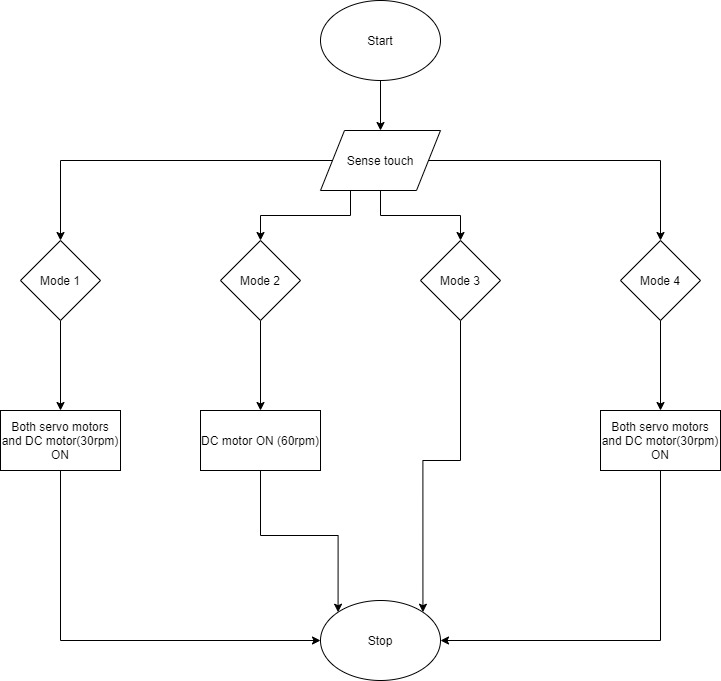 Start
Sense touch
Mode 1
Mode 2
Mode 3
Mode 4
Both servo motors
and DC motor(30rpm)
ON
DC motor ON (60rpm)
Both servo motors
and DC motor(30rpm)
ON
Stop